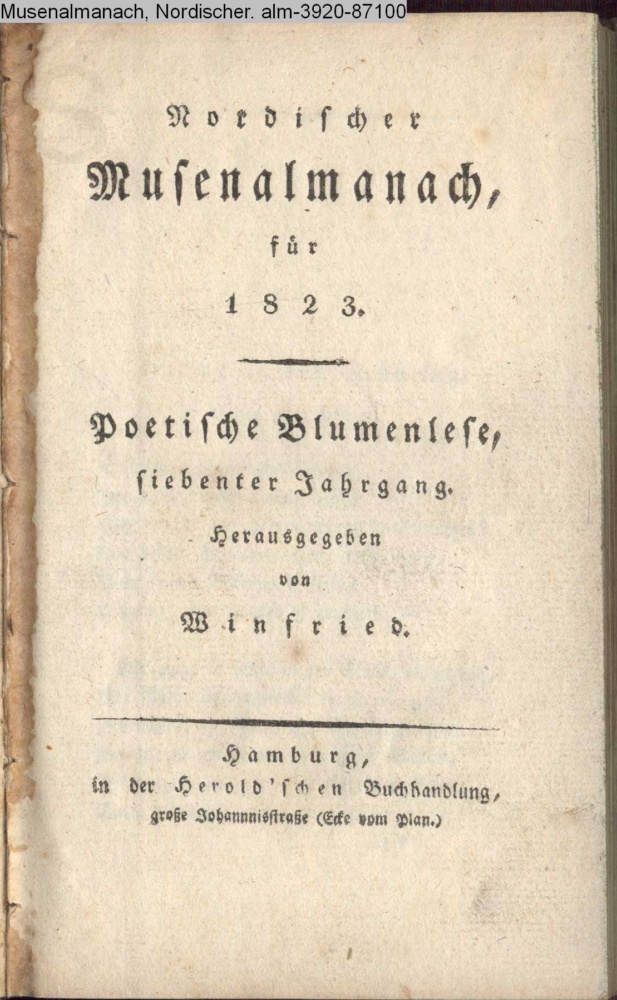 Musenalmanach, Nordischer. alm-3920-87100
Nordischer
Musenalmanach,
für
1823.
Poetische Blumenlese,
siebenter Jahrgang.
Herausgegeben
von
Winfried.
Hamburg,
in der Herold'schen Buchhandlung,
große Johannnisstraße (Ecke vom Plan.)